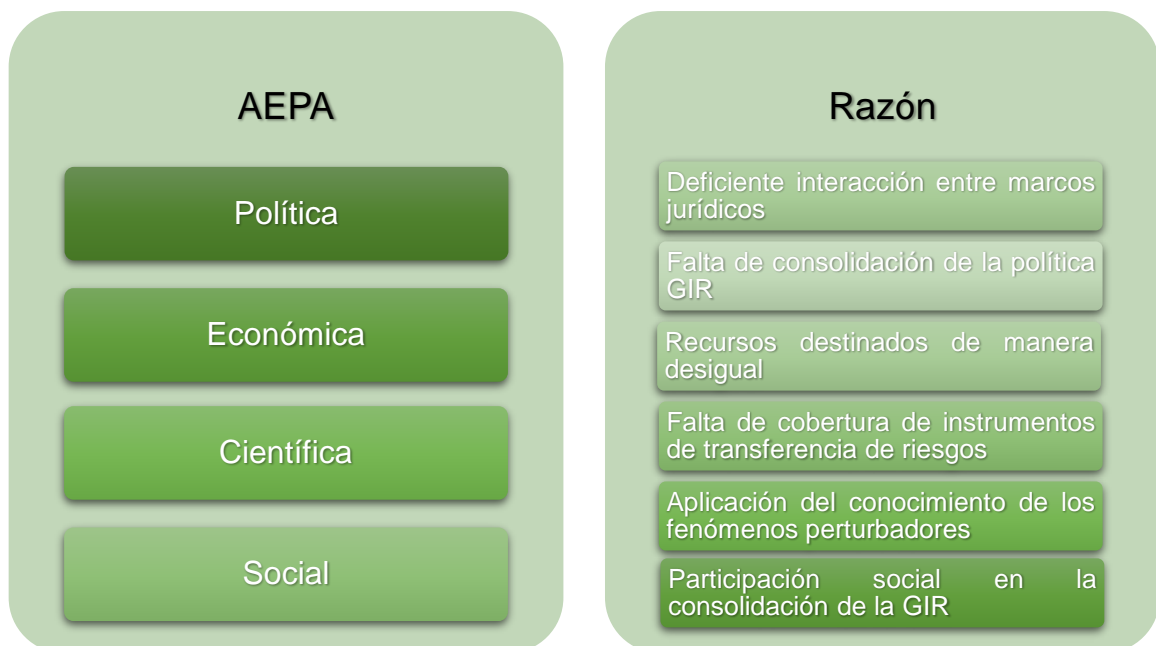 AEPA
Política
Económica
Científica
Social
Razón
Deficiente interacción entre marcos
jurídicos
Falta de consolidación de la política
GIR
Recursos destinados de manera
desigual
Falta de cobertura de instrumentos
de transferencia de riesgos
Aplicación del conocimiento de los
fenómenos perturbadores
Participación social en la
consolidación de la GIR